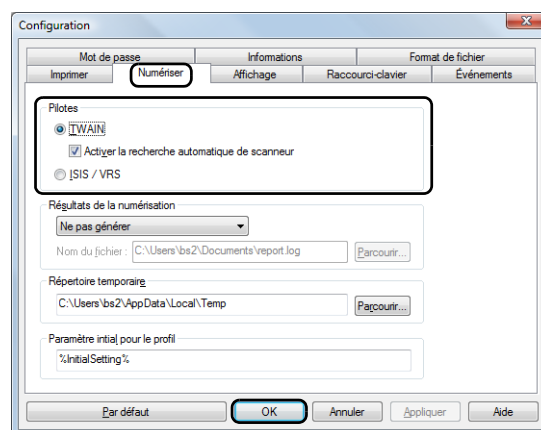 Configuration
Mot de passe Informations Format de fichier
Imprimer Numériser Affichage Raccourci-clavier Événements
Pilotes
TWAIN
Activer la recherche automatique de scanneur
ISIS / VRS
Résultats de la numérisation
Ne pas générer
Nom du fichier : C:\Users\bs2\Documents\report.log Parcourir...
Répertoire temporaire
C:\Users\bs2\AppData\Local\Temp Parcourir...
Paramètre intial pour le profil
%InitialSetting%
Par défaut OK Annuler Appliquer Aide